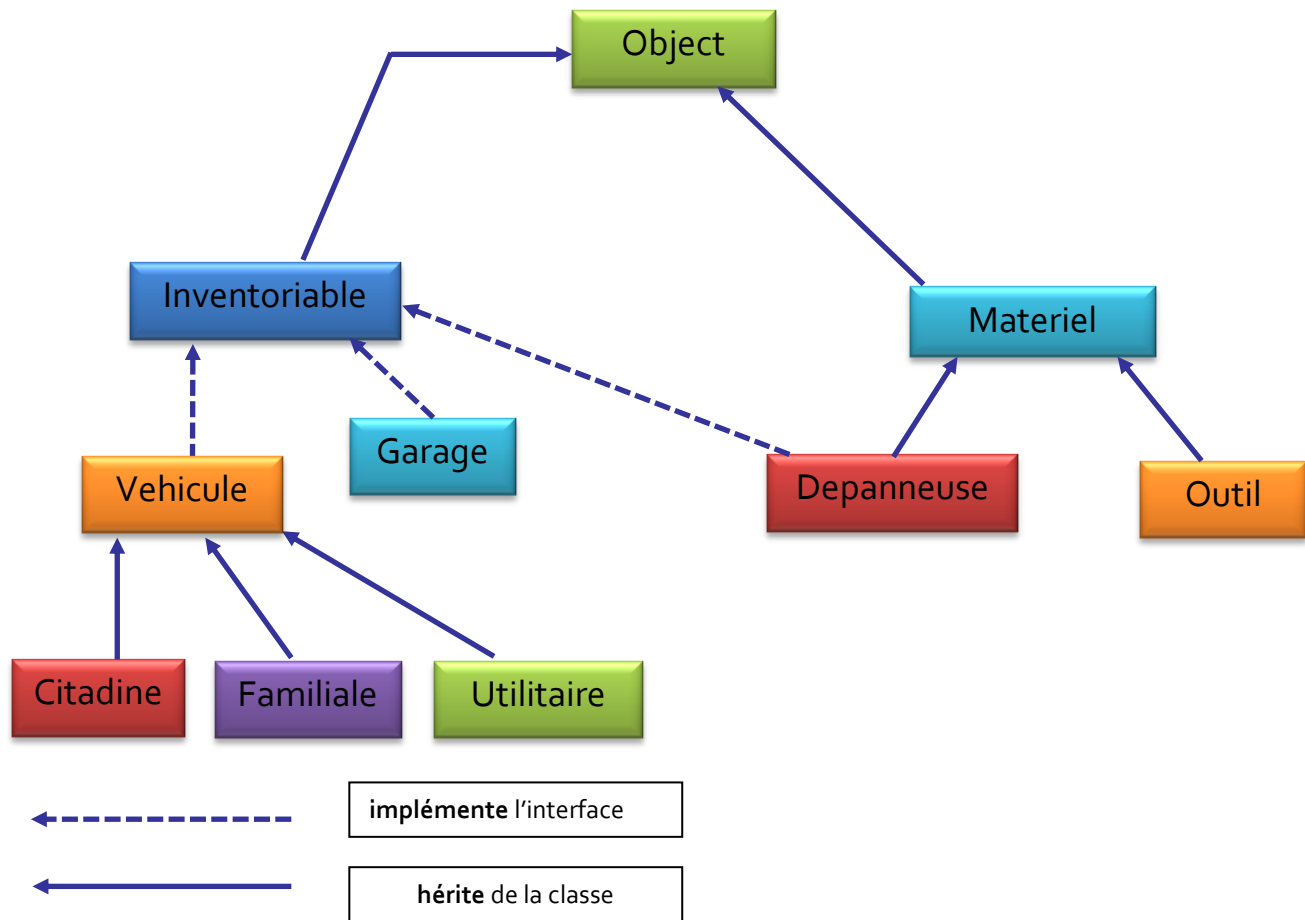 Object
Inventoriable
Materiel
Garage
Vehicule
Depanneuse
Outil
Citadine
Familiale
Utilitaire
implémente l'interface
hérite de la classe